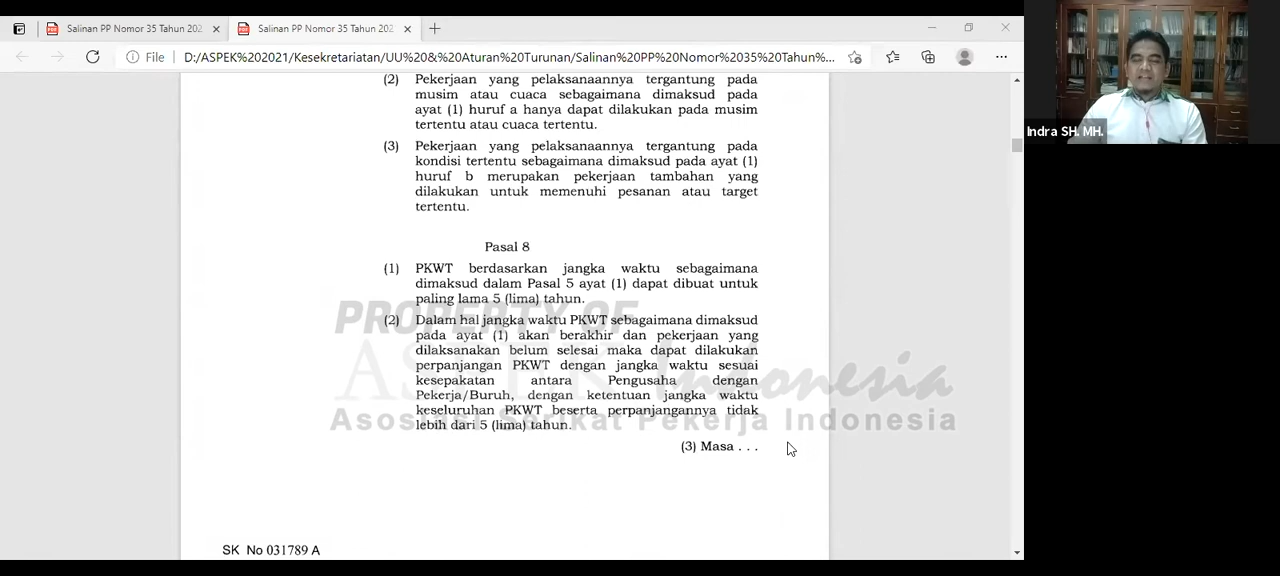 Salinan PP Nomor 35 Tahun 202
Salinan PP Nomor 35 Tahun 202
File
D:/ASPEK%202021/Kesekretariatan/UU%20&%20Aturan%20Turunan/Salinan%20PP%20Nomor%2035%20Tahun%...
(2) Pekerjaan yang pelaksanaannya tergantung pada
musim atau cuaca sebagaimana dimaksud pada
ayat (1) huruf a hanya dapat dilakukan pada musim
tertentu atau cuaca tertentu.
(3) Pekerjaan yang pelaksanaannya tergantung pada
kondisi tertentu sebagaimana dimaksud pada ayat (1)
huruf b merupakan pekerjaan tambahan yang
dilakukan untuk memenuhi pesanan atau target
tertentu.
Pasal 8
(1) PKWT berdasarkan jangka waktu sebagaimana
dimaksud dalam Pasal 5 ayat (1) dapat dibuat untuk
paling lama 5 (lima) tahun.
(2) Dalam hal jangka waktu PKWT sebagaimana dimaksud
pada ayat (1) akan berakhir dan pekerjaan yang
dilaksanakan belum selesai maka dapat dilakukan
perpanjangan PKWT dengan jangka waktu sesuai
kesepakatan antara Pengusaha dengan
Pekerja/Buruh, dengan ketentuan jangka waktu
keseluruhan PKWT beserta perpanjangannya tidak
lebih dari 5 (lima) tahun.
(3) Masa . . .
SK No 031789 A
PROPERTY OF
ASPEK Indonesia
Asosiasi Serikat Pekerja Indonesia
Indra SH. MH.